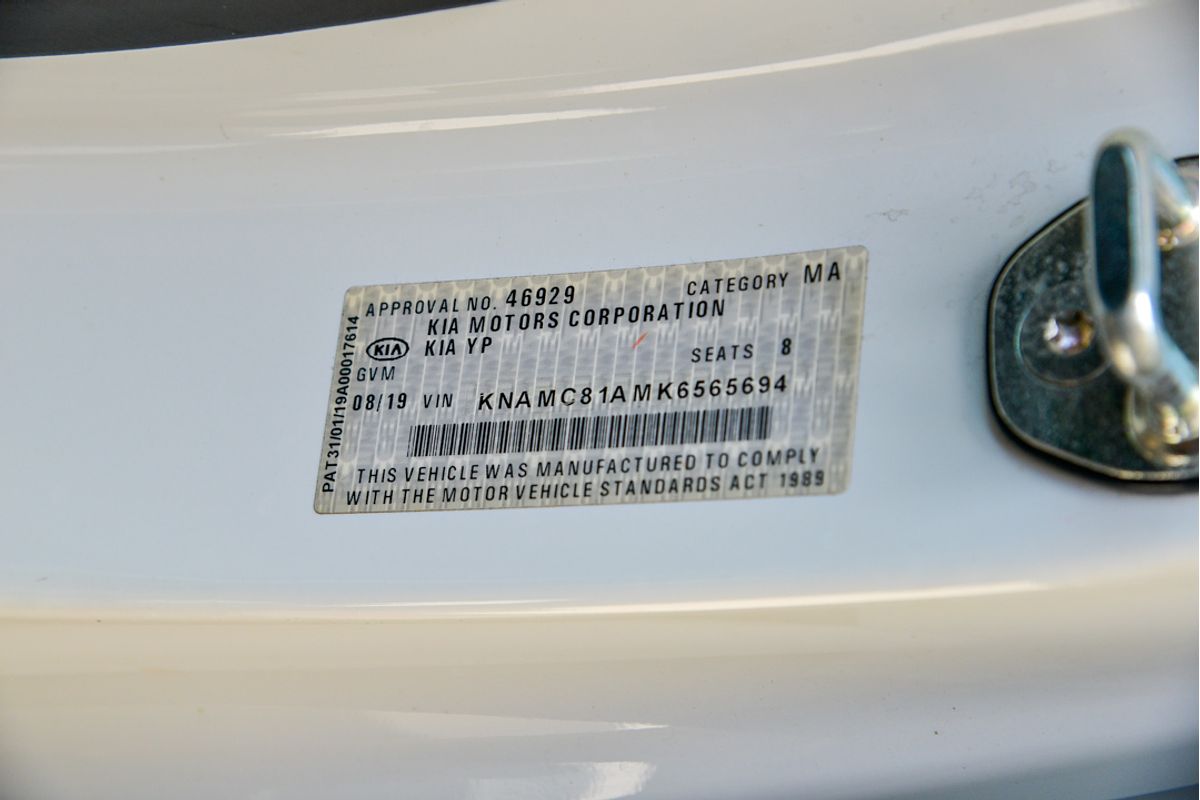 APPROVAL NO. 46929 CATEGORY MA
KIA MOTORS CORPORATION
KIA KIA YP SEATS 8
GVM
08/19 VIN KNAMC81AMK6565694
THIS VEHICLE WAS MANUFACTURED TO COMPLY
WITH THE MOTOR VEHICLE STANDARDS ACT 1989
PAT31/01/19A00017614